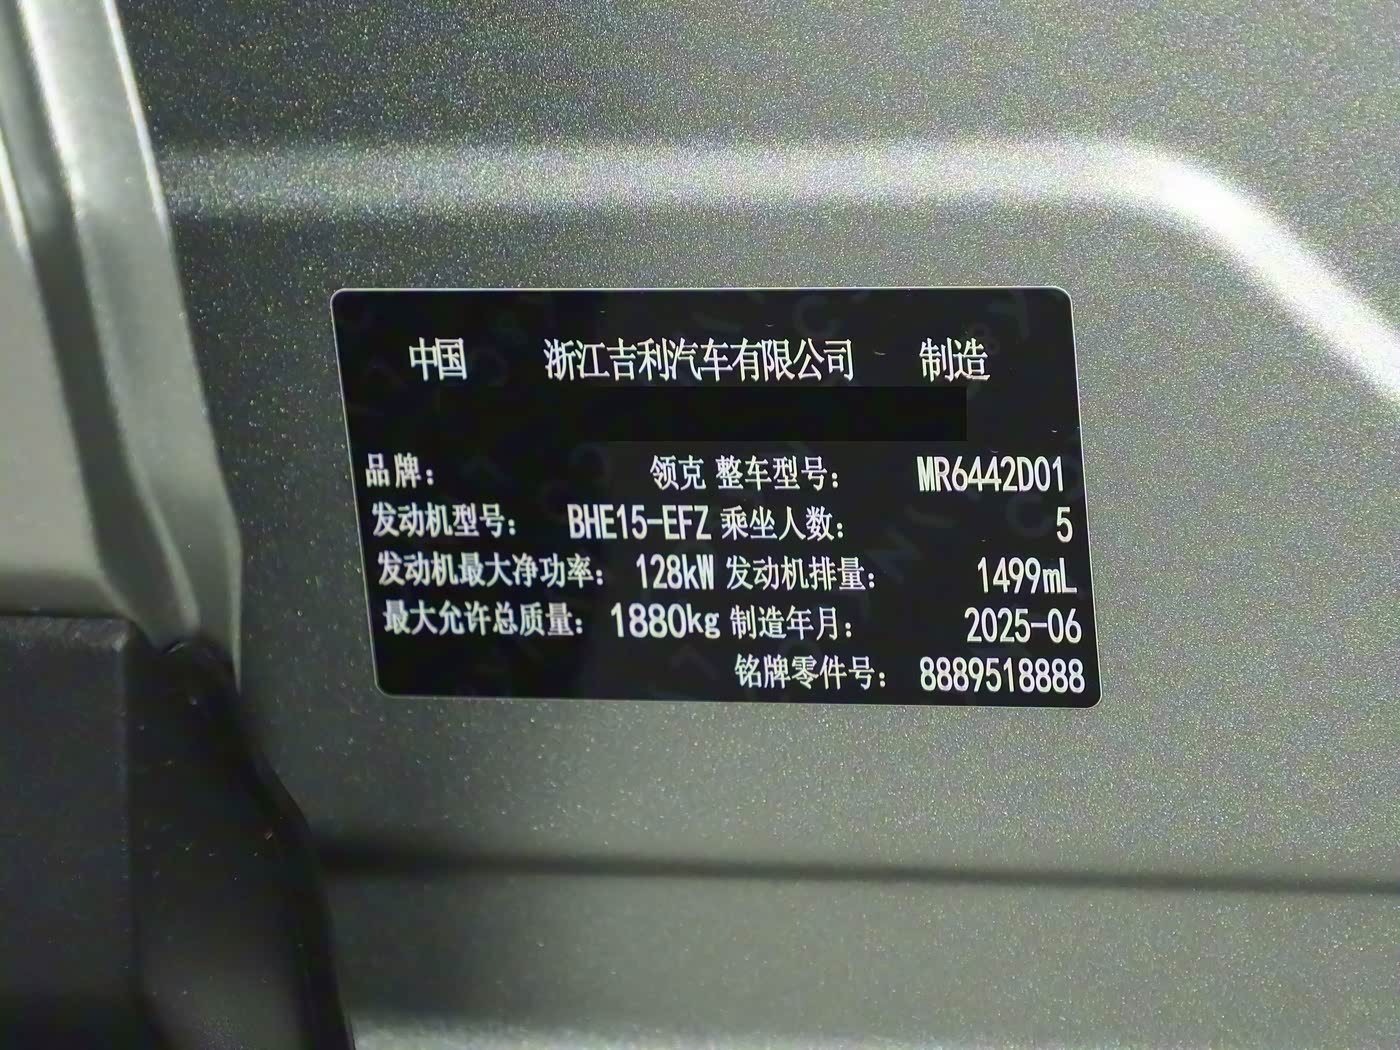 中国 浙江吉利汽车有限公司 制造
品牌： 领克 整车型号： MR6442D01
发动机型号： BHE15-EFZ 乘坐人数： 5
发动机最大净功率： 128kW 发动机排量： 1499mL
最大允许总质量： 1880kg 制造年月： 2025-06
铭牌零件号： 8889518888